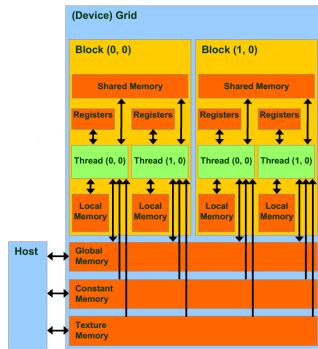 (Device) Grid
Block (0, 0)
Block (1, 0)
Shared Memory
Shared Memory
Registers
Registers
Registers
Registers
Thread (0, 0)
Thread (1, 0)
Thread (0, 0)
Thread (1, 0)
Local
Memory
Local
Memory
Local
Memory
Local
Memory
Host
Global
Memory
Constant
Memory
Texture
Memory